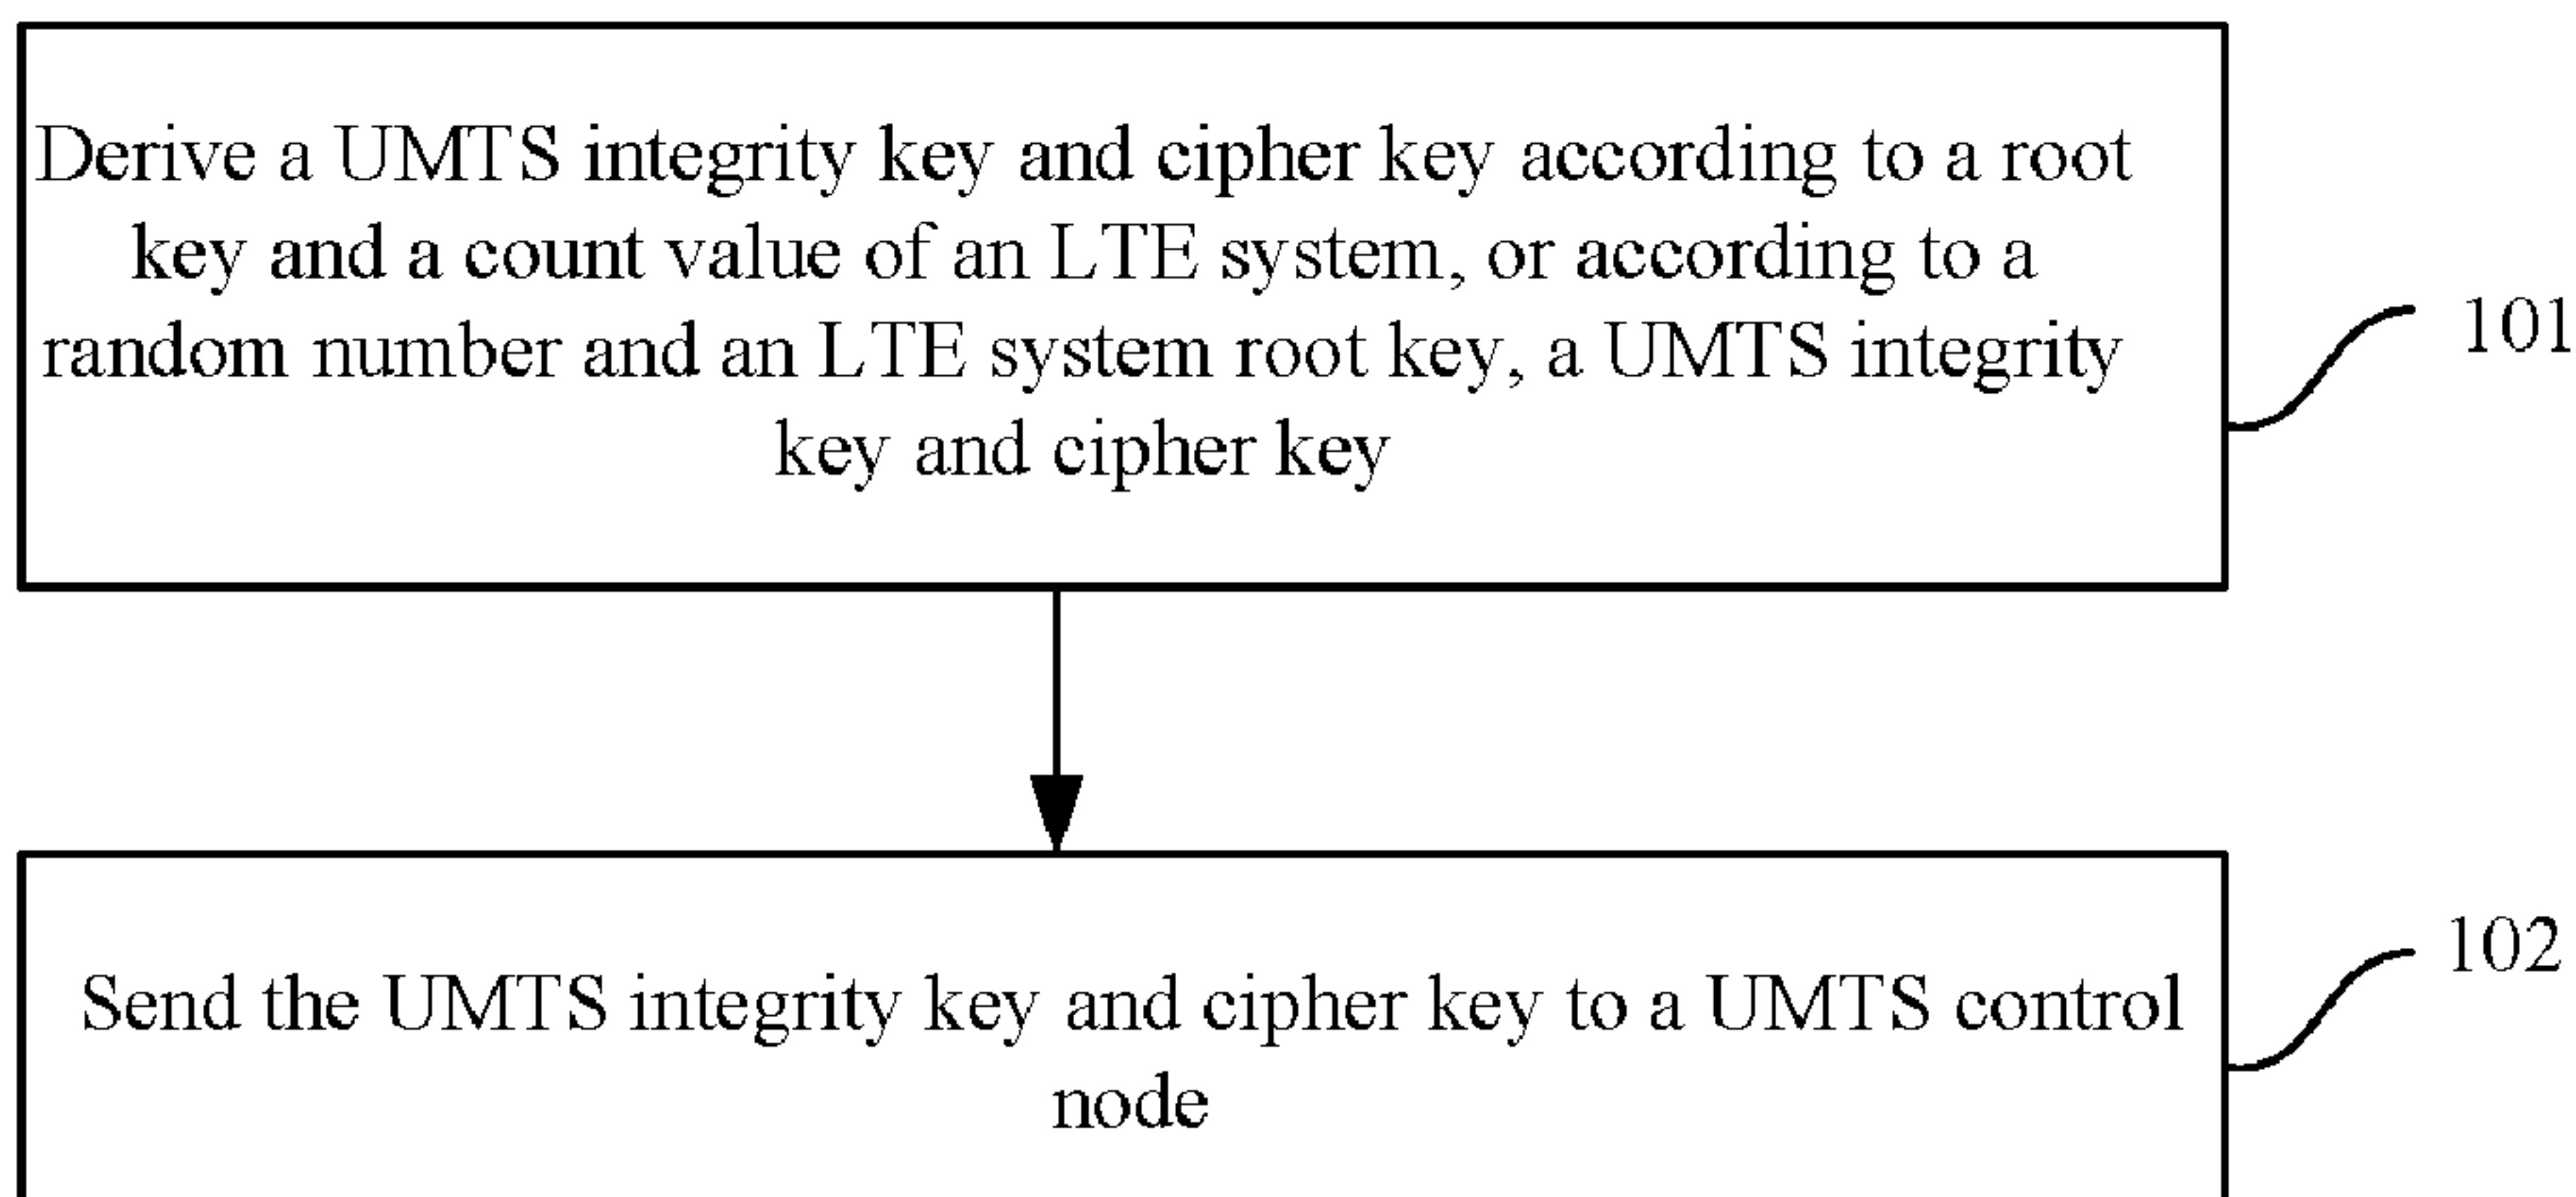 Derive a UMTS integrity key and cipher key according to a root
key and a count value of an LTE system, or according to a
random number and an LTE system root key, a UMTS integrity
key and cipher key
101
Send the UMTS integrity key and cipher key to a UMTS control
node
102